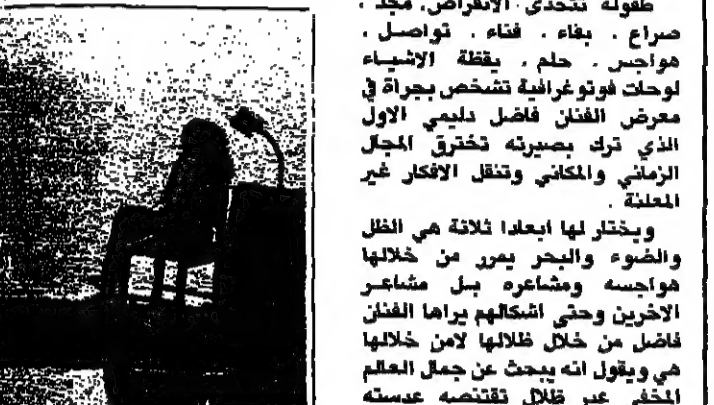 طفولة تتحدى الانقراض. مجد .
صراع . بقاء . فناء . تواصل .
هواجس . حلم . يقظة الاشياء
لوحات فوتوغرافية تشخص بجراة في
معرض الفنان فاضل دليمي الاول
الذي ترك بصيرته تخترق المجال
الزماني والمكاني وتنقل الافكار غير
المعلنة .
ويختار لها ابعادا ثلاثة هي الظل
والضوء والبحر يمرر من خلالها
هواجسه ومشاعره بل مشاعر
الاخرين وحتى اشكالهم يراها الفنان
فاضل من خلال ظلالها لامن خلالها
هي ويقول انه يبحث عن جمال العالم
المخفي عبر ظلال تقتنصه عدسته